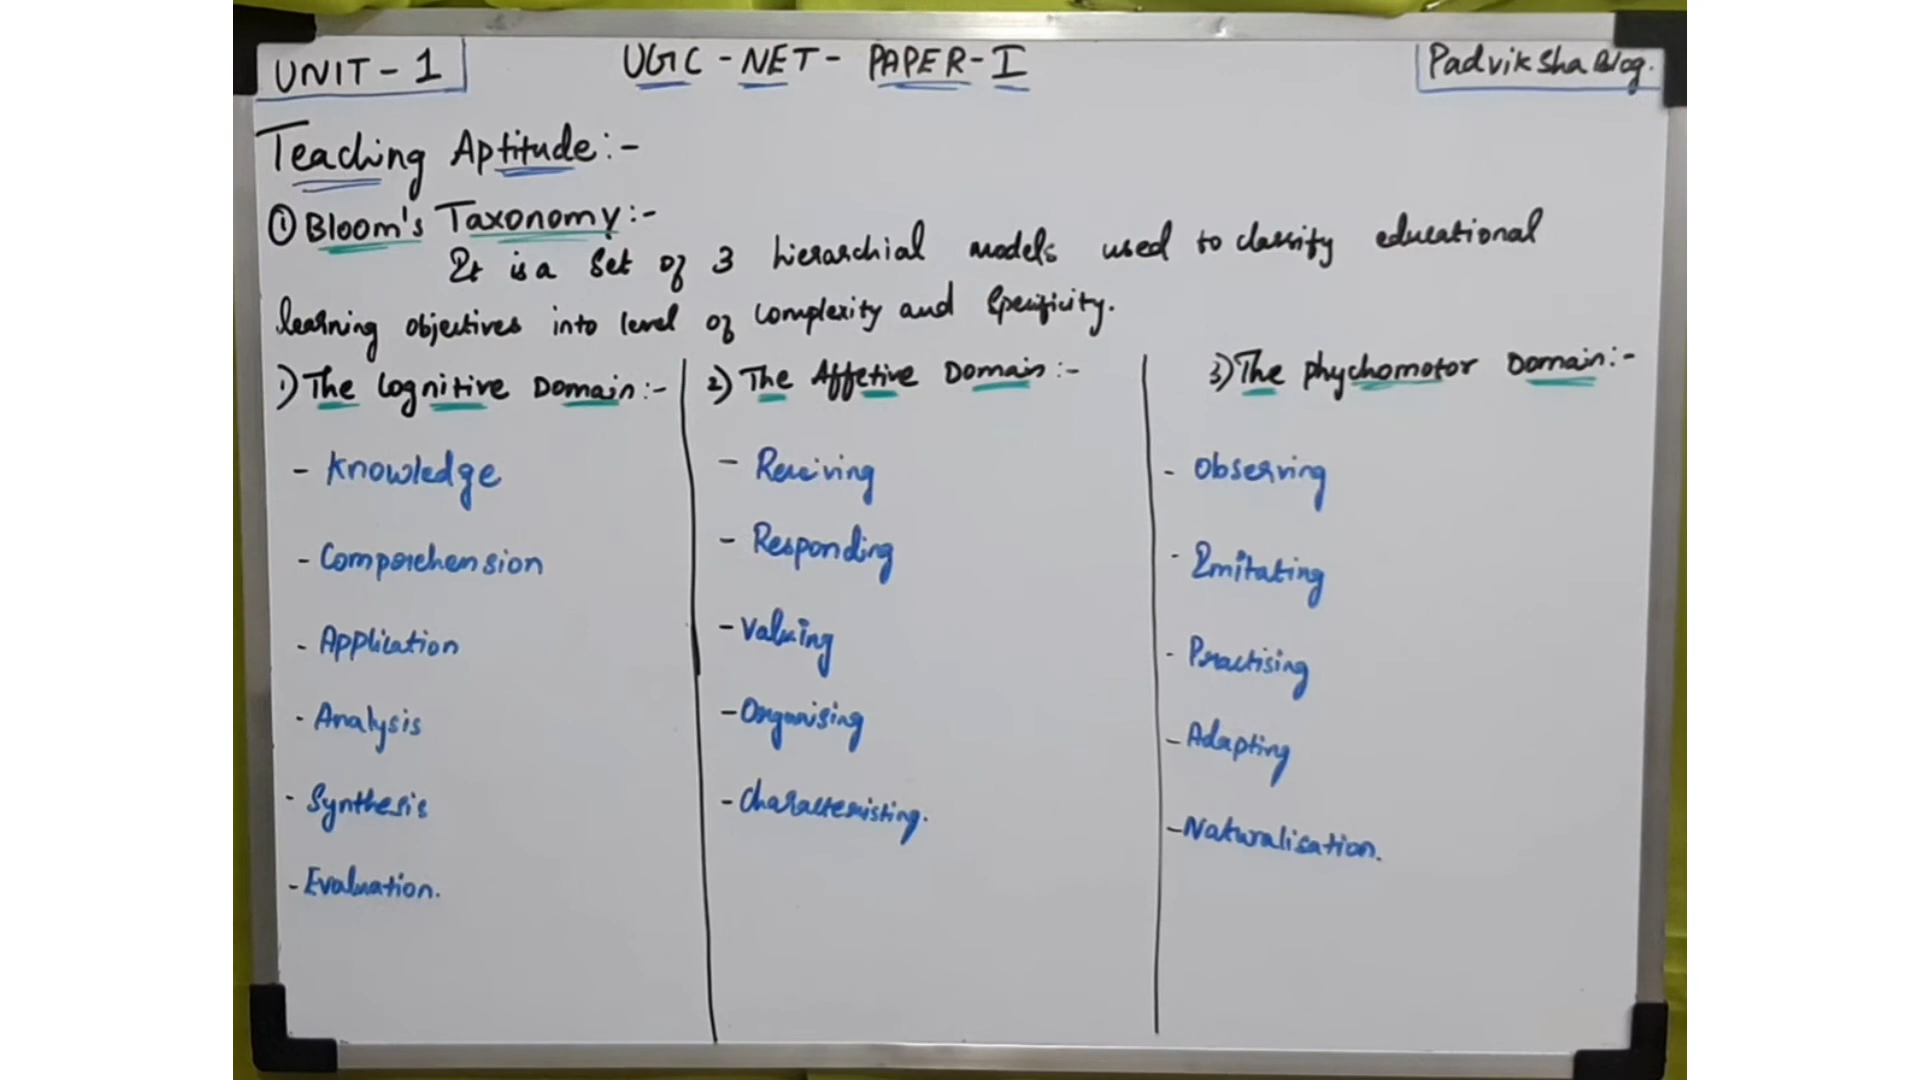 UNIT - 1
UGC - NET - PAPER - I
Padviksha Blog.
Teaching Aptitude:-
① Bloom's Taxonomy:-
It is a Set of 3 hierarchial models used to classify educational
learning objectives into level of complexity and Specificity.
1) The Cognitive Domain:-
- Knowledge
- Comprehension
- Application
- Analysis
- Synthesis
- Evaluation.
2) The Affetive Domain:-
- Receiving
- Responding
- Valuing
- Organising
- Characteristing.
3) The Phychomotor Domain:-
- Observing
- Imitating
- Practising
- Adapting
- Naturalisation.